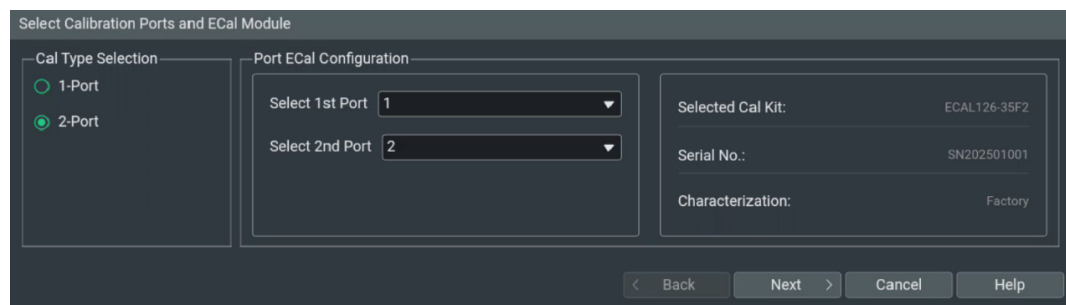 Select Calibration Ports and ECal Module
Cal Type Selection
1-Port
2-Port
Port ECal Configuration
Select 1st Port 1
Select 2nd Port 2
Selected Cal Kit: ECAL126-35F2
Serial No.: SN202501001
Characterization: Factory
< Back Next > Cancel Help